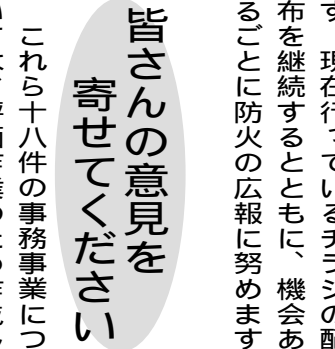 す。現在行っているチラシの配
布を継続するとともに、機会あ
るごとに防火の広報に努めます
皆さんの意見を
寄せてください
これら十八件の事務事業につ